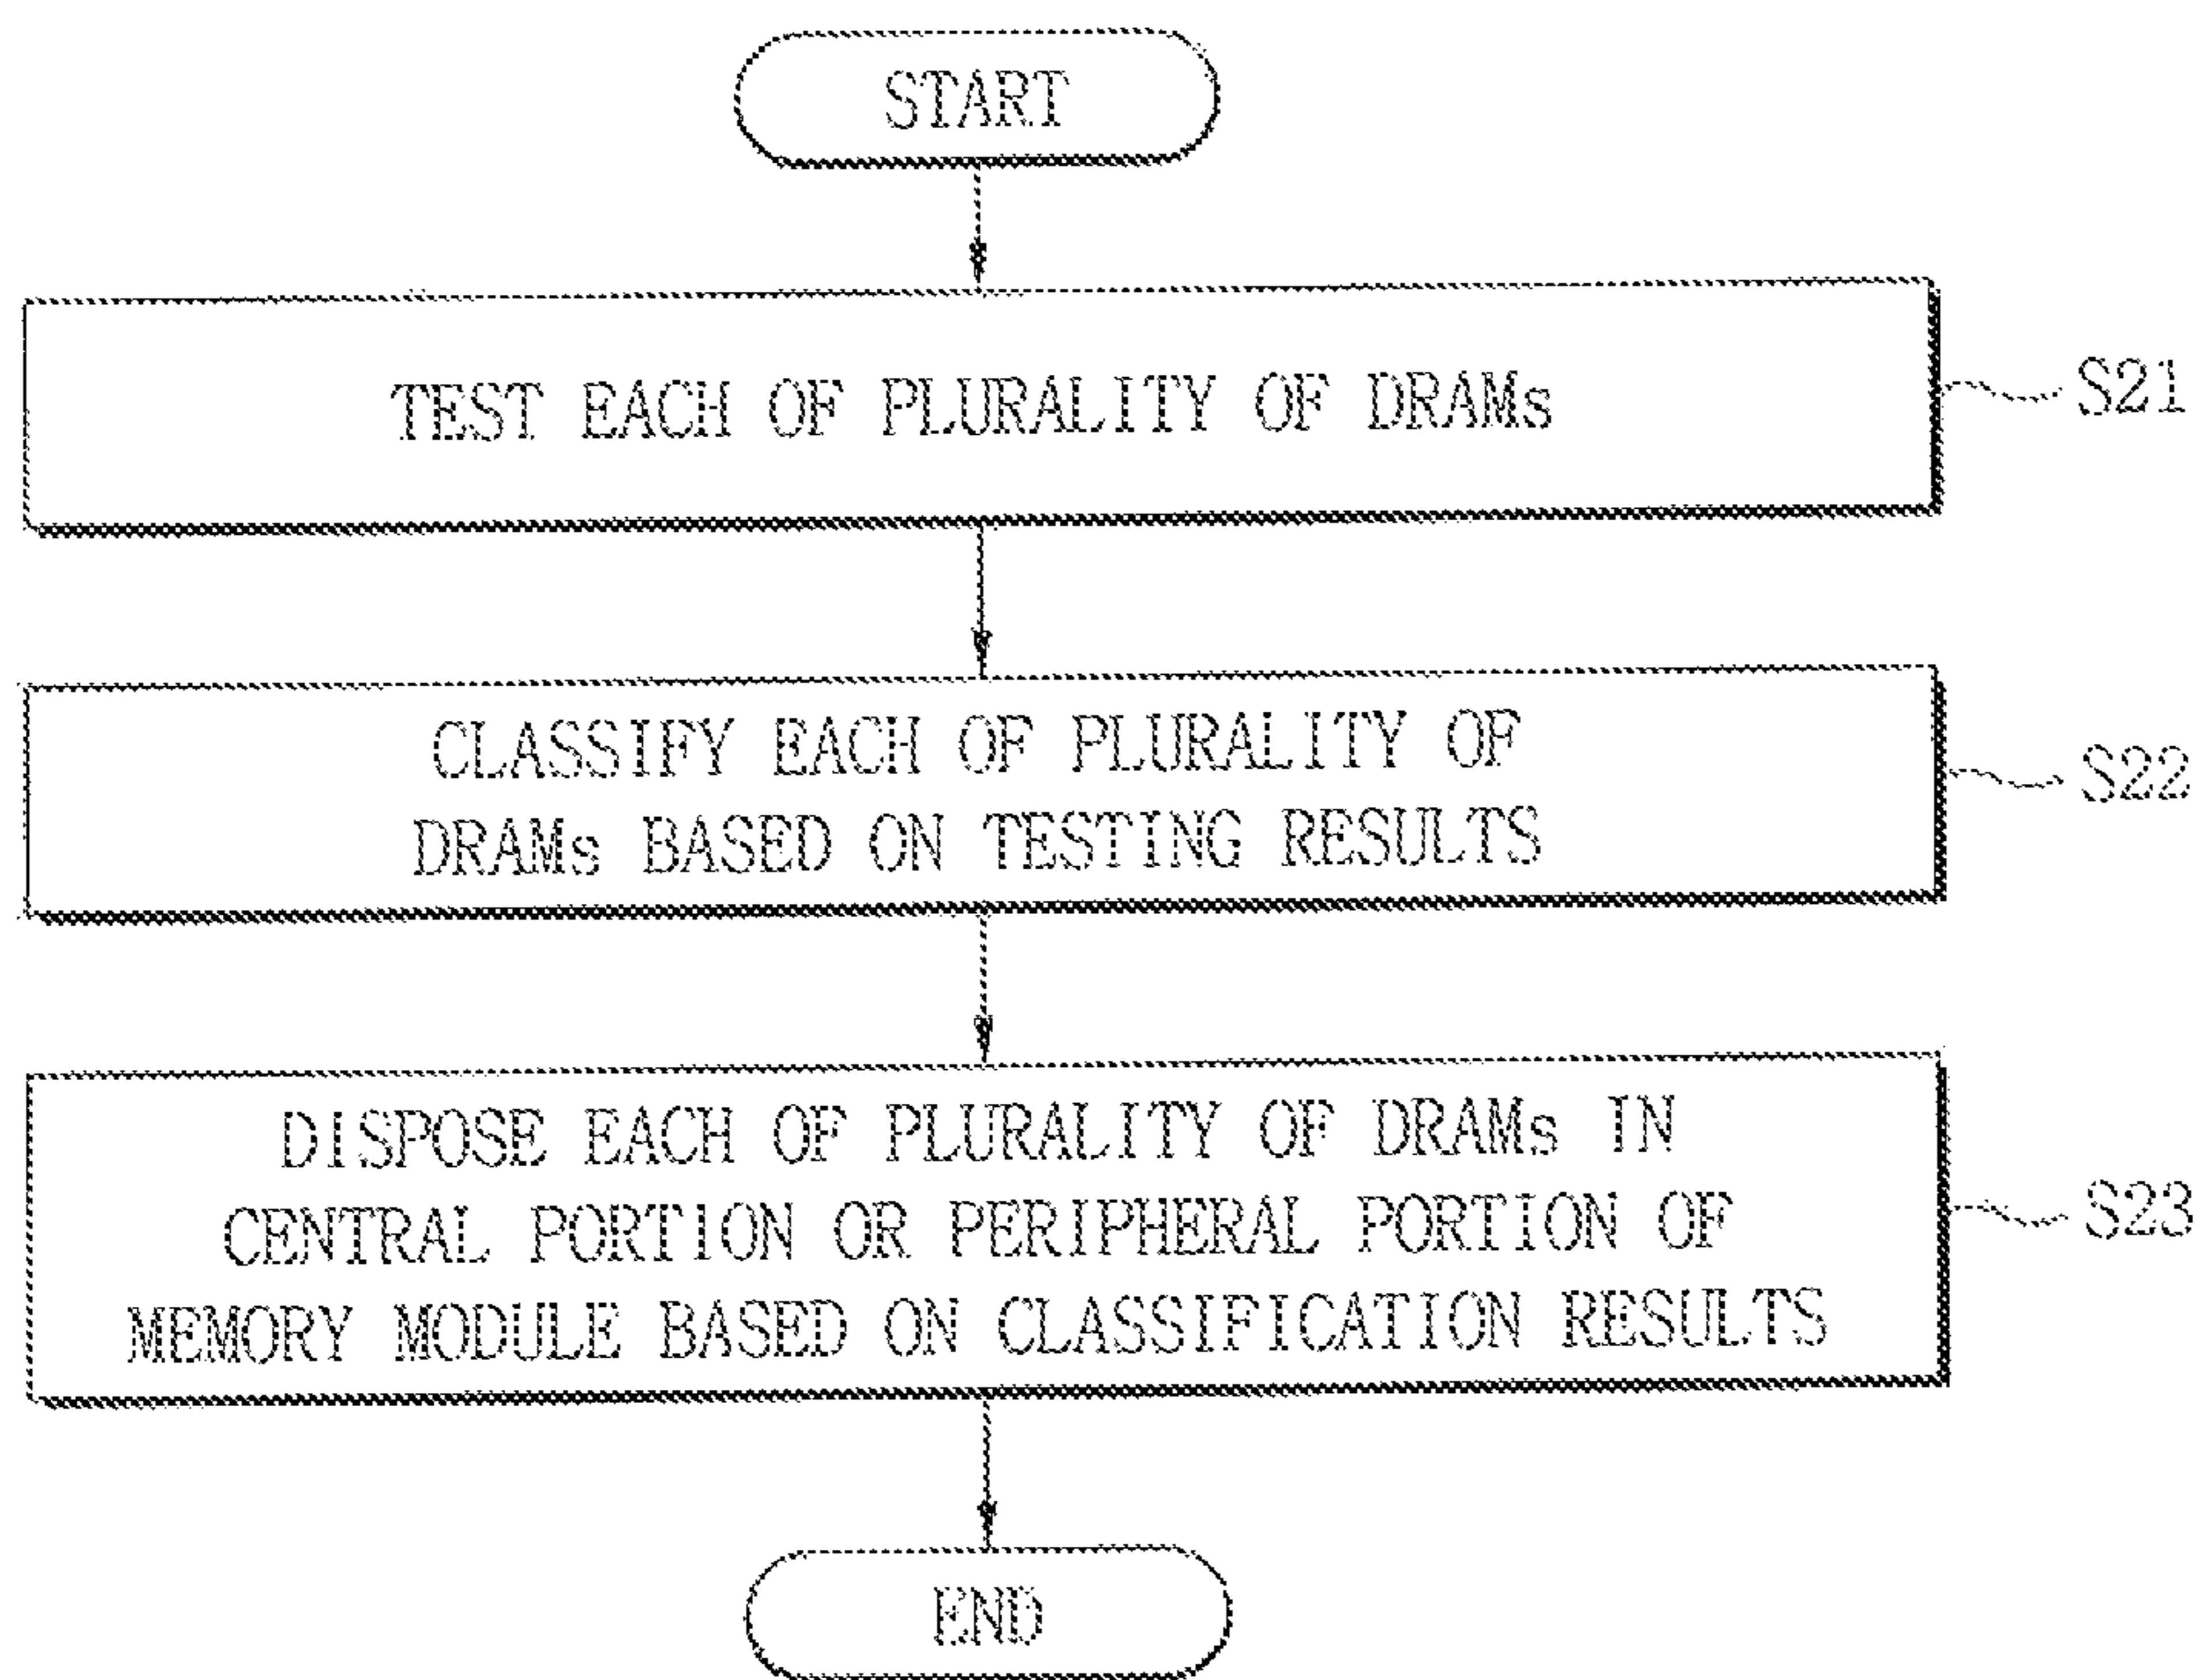 START
TEST EACH OF PLURALITY OF DRAMs
S21
CLASSIFY EACH OF PLURALITY OF
DRAMs BASED ON TESTING RESULTS
S22
DISPOSE EACH OF PLURALITY OF DRAMs IN
CENTRAL PORTION OR PERIPHERAL PORTION OF
MEMORY MODULE BASED ON CLASSIFICATION RESULTS
S23
END